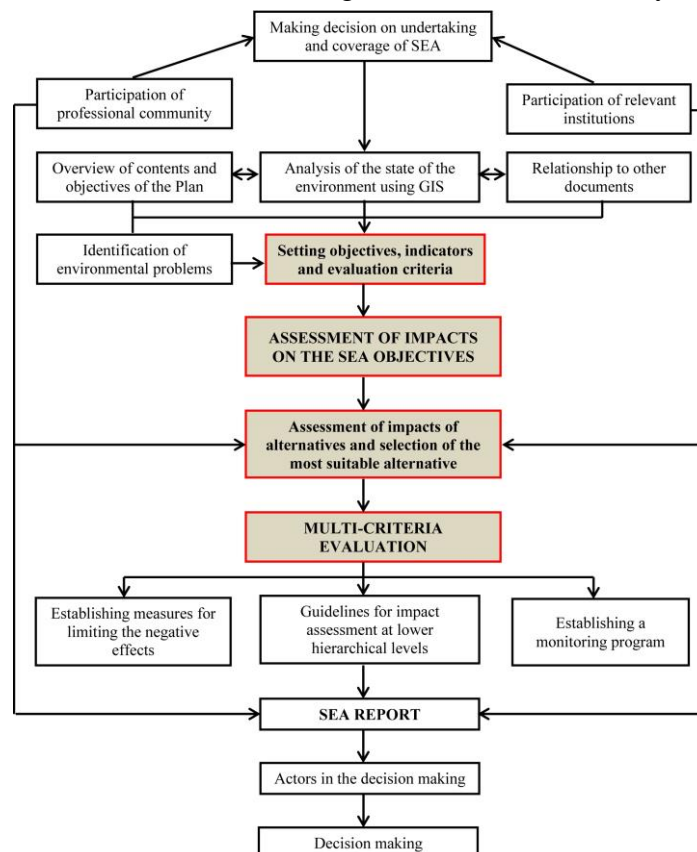 Making decision on undertaking
and coverage of SEA
Participation of
professional community
Participation of relevant
institutions
Overview of contents and
objectives of the Plan
Analysis of the state of the
environment using GIS
Relationship to other
documents
Identification of
environmental problems
Setting objectives, indicators
and evaluation criteria
ASSESSMENT OF IMPACTS
ON THE SEA OBJECTIVES
Assessment of impacts of
alternatives and selection of the
most suitable alternative
MULTI-CRITERIA
EVALUATION
Establishing measures for
limiting the negative
effects
Guidelines for impact
assessment at lower
hierarchical levels
Establishing a
monitoring program
SEA REPORT
Actors in the decision making
Decision making